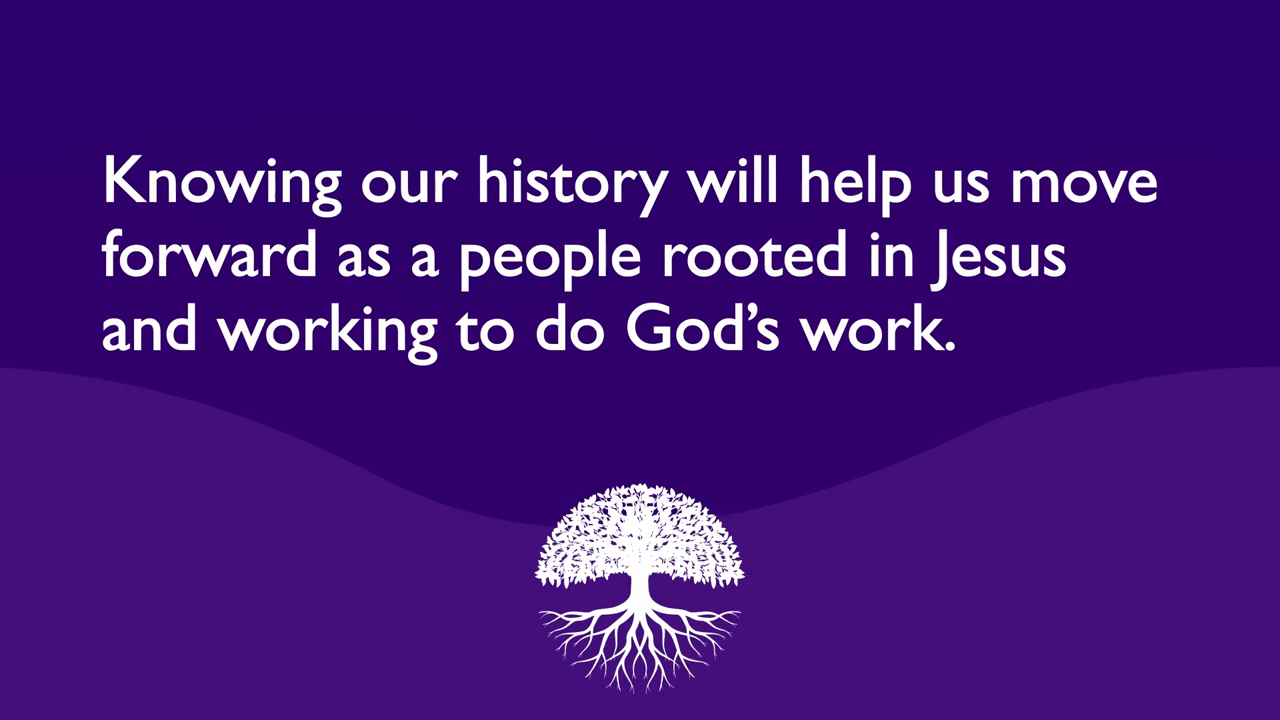 Knowing our history will help us move
forward as a people rooted in Jesus
and working to do God’s work.